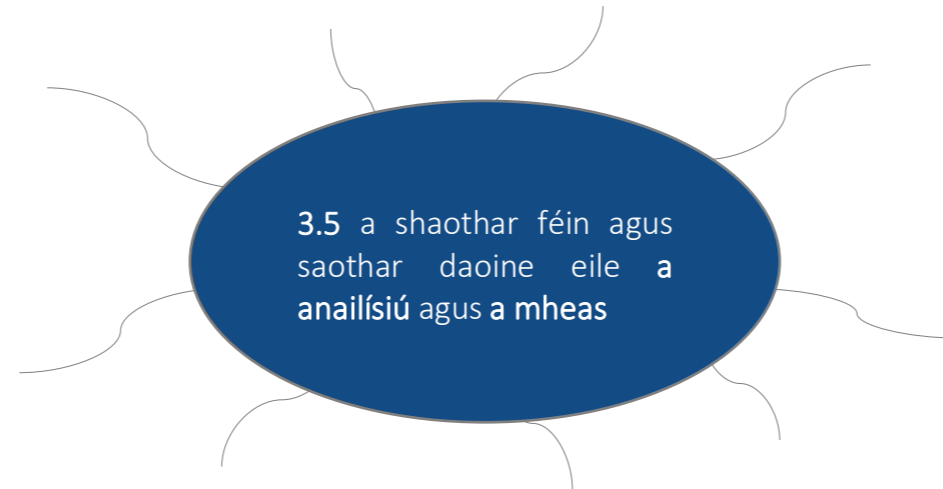 3.5 a shaothar féin agus
saothar daoine eile a
anailísiú agus a mheas